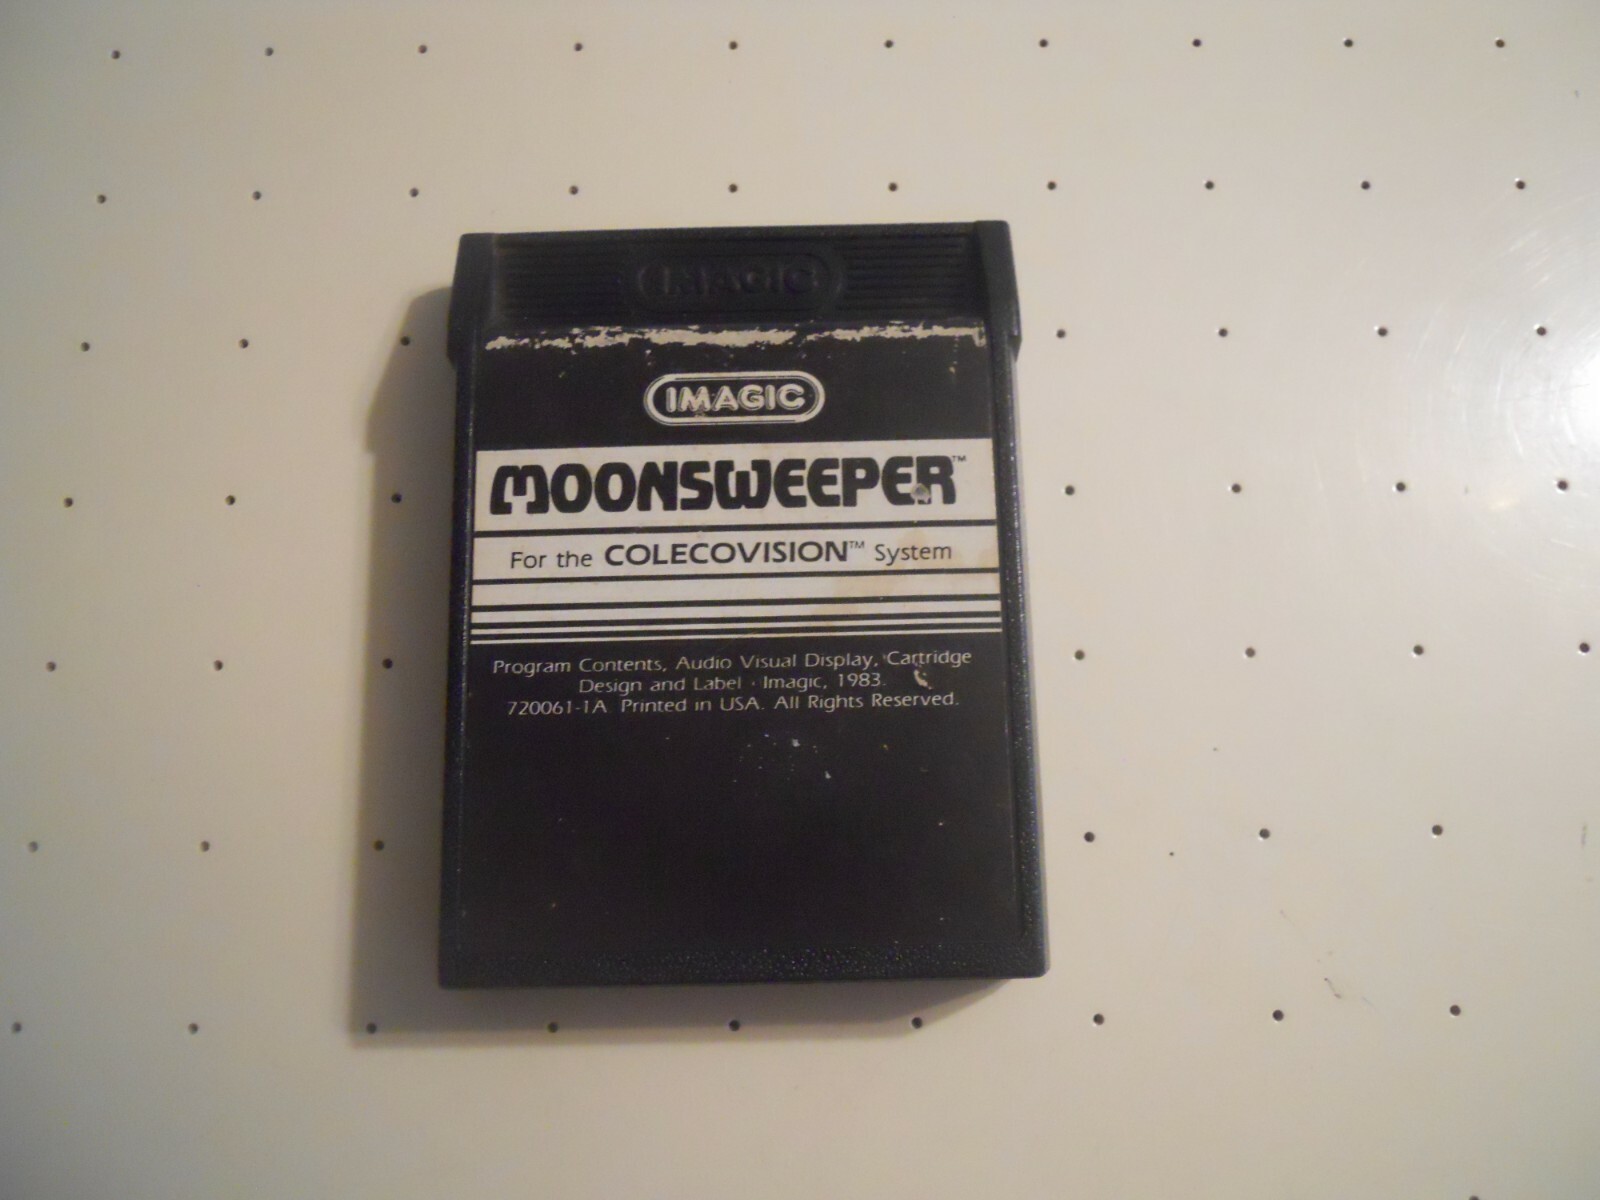 IMAGIC
IMAGIC
MOONSWEEPER™
For the COLECOVISION™ System
Program Contents, Audio Visual Display, Cartridge
Design and Label · Imagic, 1983.
720061-1A Printed in USA. All Rights Reserved.